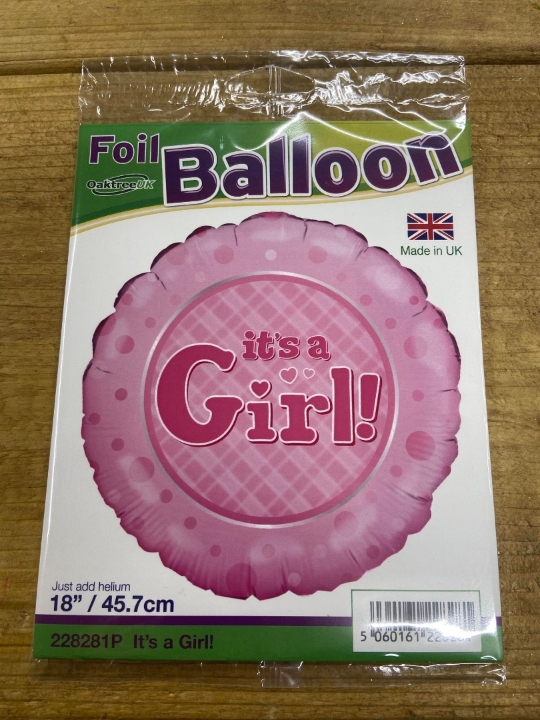 Foil
Balloon
OaktreeUK
Made in UK
it's a
Girl!
Just add helium
18” / 45.7cm
228281P It's a Girl!
5 060161